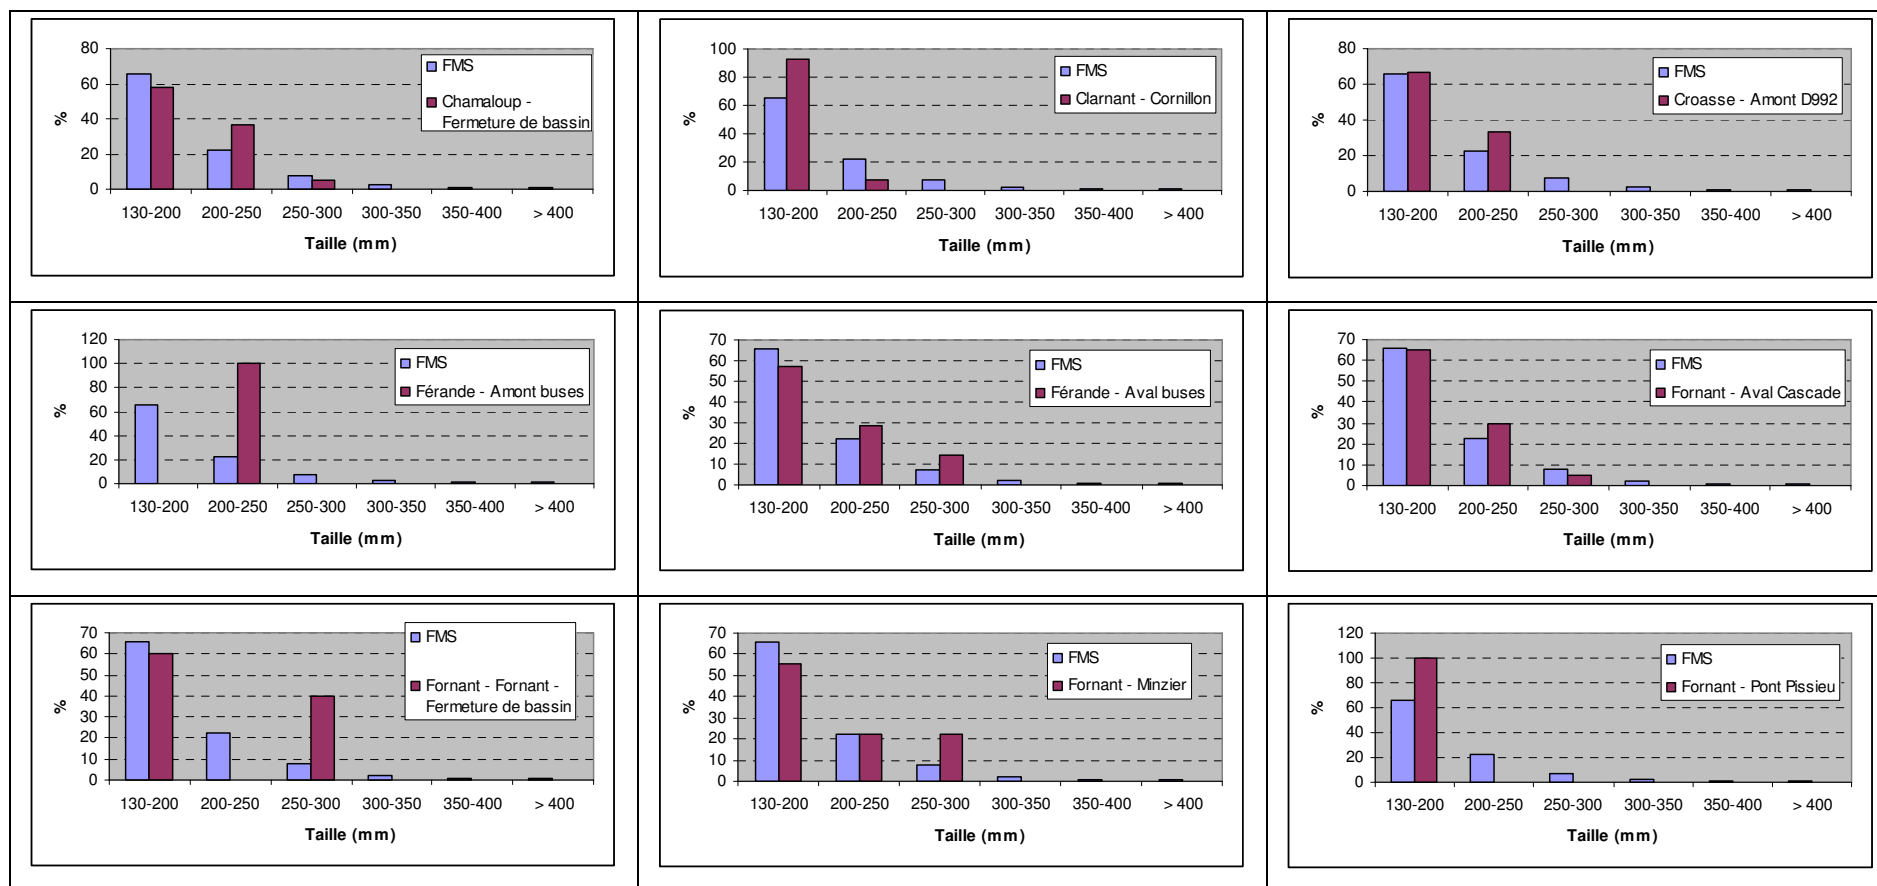 80
60
40
20
0
%
FMS
Chamaloup -
Fermeture de bassin
130-200 200-250 250-300 300-350 350-400 > 400
Taille (mm)
100
80
60
40
20
0
%
FMS
Clarnant - Cornillon
130-200 200-250 250-300 300-350 350-400 > 400
Taille (mm)
80
60
40
20
0
%
FMS
Croasse - Amont D992
130-200 200-250 250-300 300-350 350-400 > 400
Taille (mm)
120
100
80
60
40
20
0
%
FMS
Férande - Amont buses
130-200 200-250 250-300 300-350 350-400 > 400
Taille (mm)
70
60
50
40
30
20
10
0
%
FMS
Férande - Aval buses
130-200 200-250 250-300 300-350 350-400 > 400
Taille (mm)
70
60
50
40
30
20
10
0
%
FMS
Fornant - Aval Cascade
130-200 200-250 250-300 300-350 350-400 > 400
Taille (mm)
70
60
50
40
30
20
10
0
%
FMS
Fornant - Fornant -
Fermeture de bassin
130-200 200-250 250-300 300-350 350-400 > 400
Taille (mm)
70
60
50
40
30
20
10
0
%
FMS
Fornant - Minzier
130-200 200-250 250-300 300-350 350-400 > 400
Taille (mm)
120
100
80
60
40
20
0
%
FMS
Fornant - Pont Pissieu
130-200 200-250 250-300 300-350 350-400 > 400
Taille (mm)